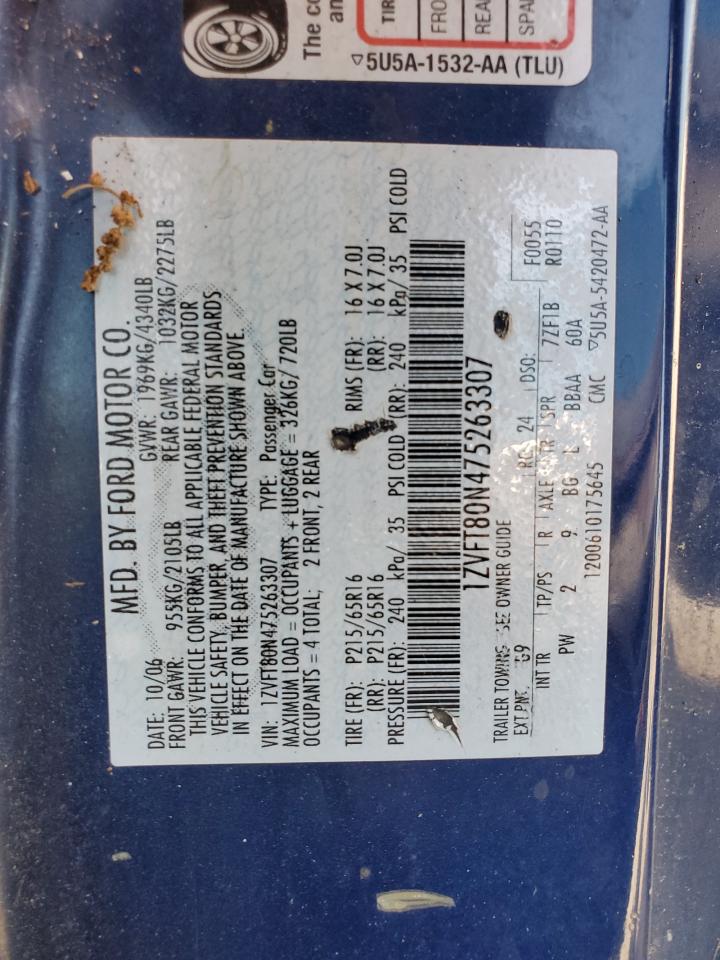 The co
an
TIR
FRO
REA
SPA
▽5U5A-1532-AA (TLU)
MFD. BY FORD MOTOR CO.
DATE: 10/06 GVWR: 1969KG/4340LB
FRONT GAWR: 955KG/2105LB REAR GAWR: 1032KG/2275LB
THIS VEHICLE CONFORMS TO ALL APPLICABLE FEDERAL MOTOR
VEHICLE SAFETY, BUMPER, AND THEFT PREVENTION STANDARDS
IN EFFECT ON THE DATE OF MANUFACTURE SHOWN ABOVE.
VIN: 1ZVFT80N475263307 TYPE: Passenger Car
MAXIMUM LOAD = OCCUPANTS + LUGGAGE = 326KG/ 720LB
OCCUPANTS = 4 TOTAL; 2 FRONT, 2 REAR
TIRE (FR): P215/65R16 RIMS (FR): 16 X 7.0J
(RR): P215/65R16 (RR): 16 X 7.0J
PRESSURE (FR): 240 kPa/ 35 PSI COLD (RR): 240 kPa/ 35 PSI COLD
1ZVFT80N475263307
TRAILER TOWING- SEE OWNER GUIDE
EXT PNT: G9 RC: 24 DSO: F0055
INT TR TP/PS R AXLE TR SPR 7ZF1B R0110
PW 2 9 BG L BBAA 60A
1200610175645 CMC ▽5U5A-5420472-AA